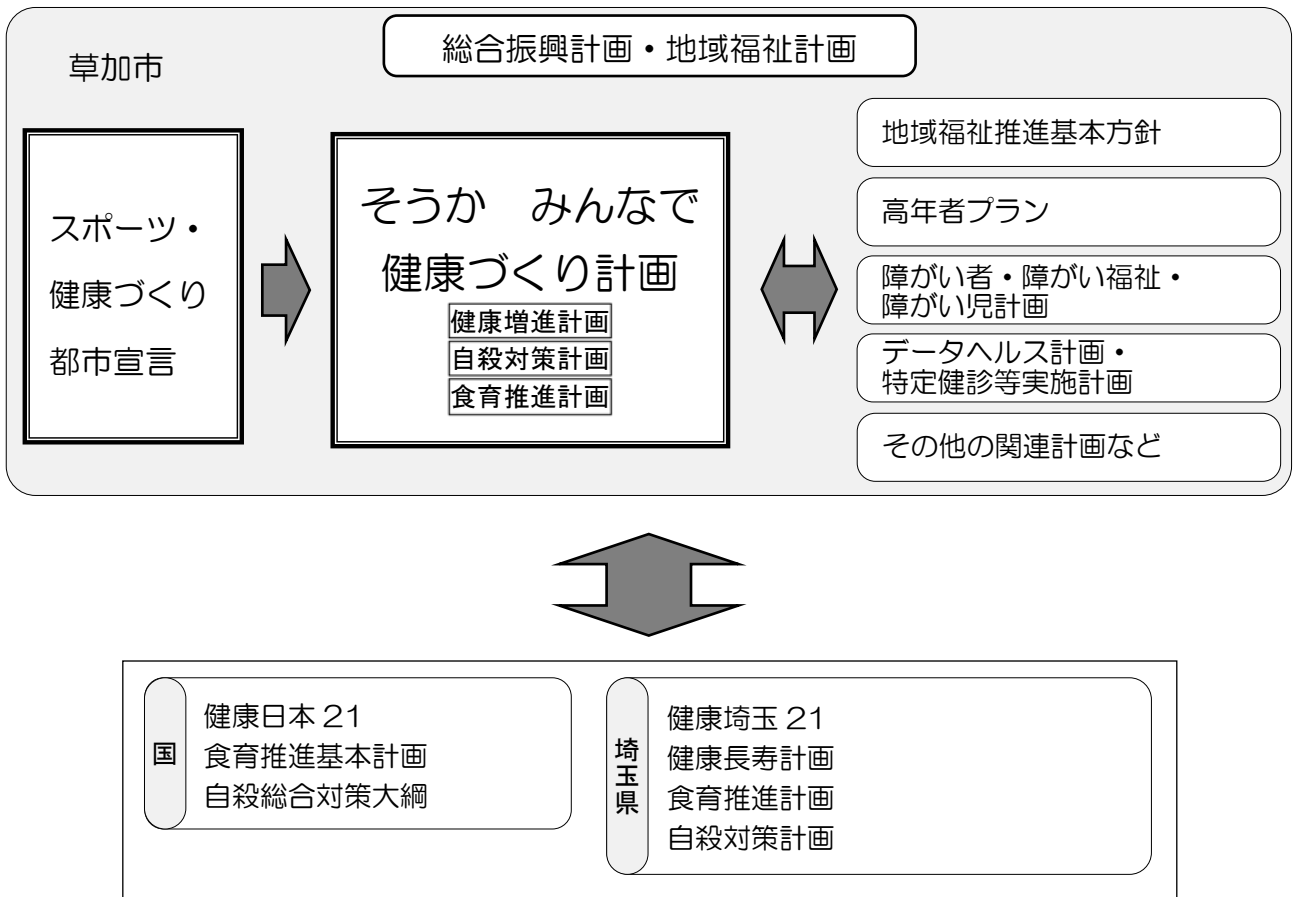 総合振興計画・地域福祉計画
草加市
スポーツ・
健康づくり
都市宣言
そうか　みんなで
健康づくり計画
健康増進計画
自殺対策計画
食育推進計画
地域福祉推進基本方針
高年者プラン
障がい者・障がい福祉・
障がい児計画
データヘルス計画・
特定健診等実施計画
その他の関連計画など
国
健康日本 21
食育推進基本計画
自殺総合対策大綱
埼玉県
健康埼玉 21
健康長寿計画
食育推進計画
自殺対策計画